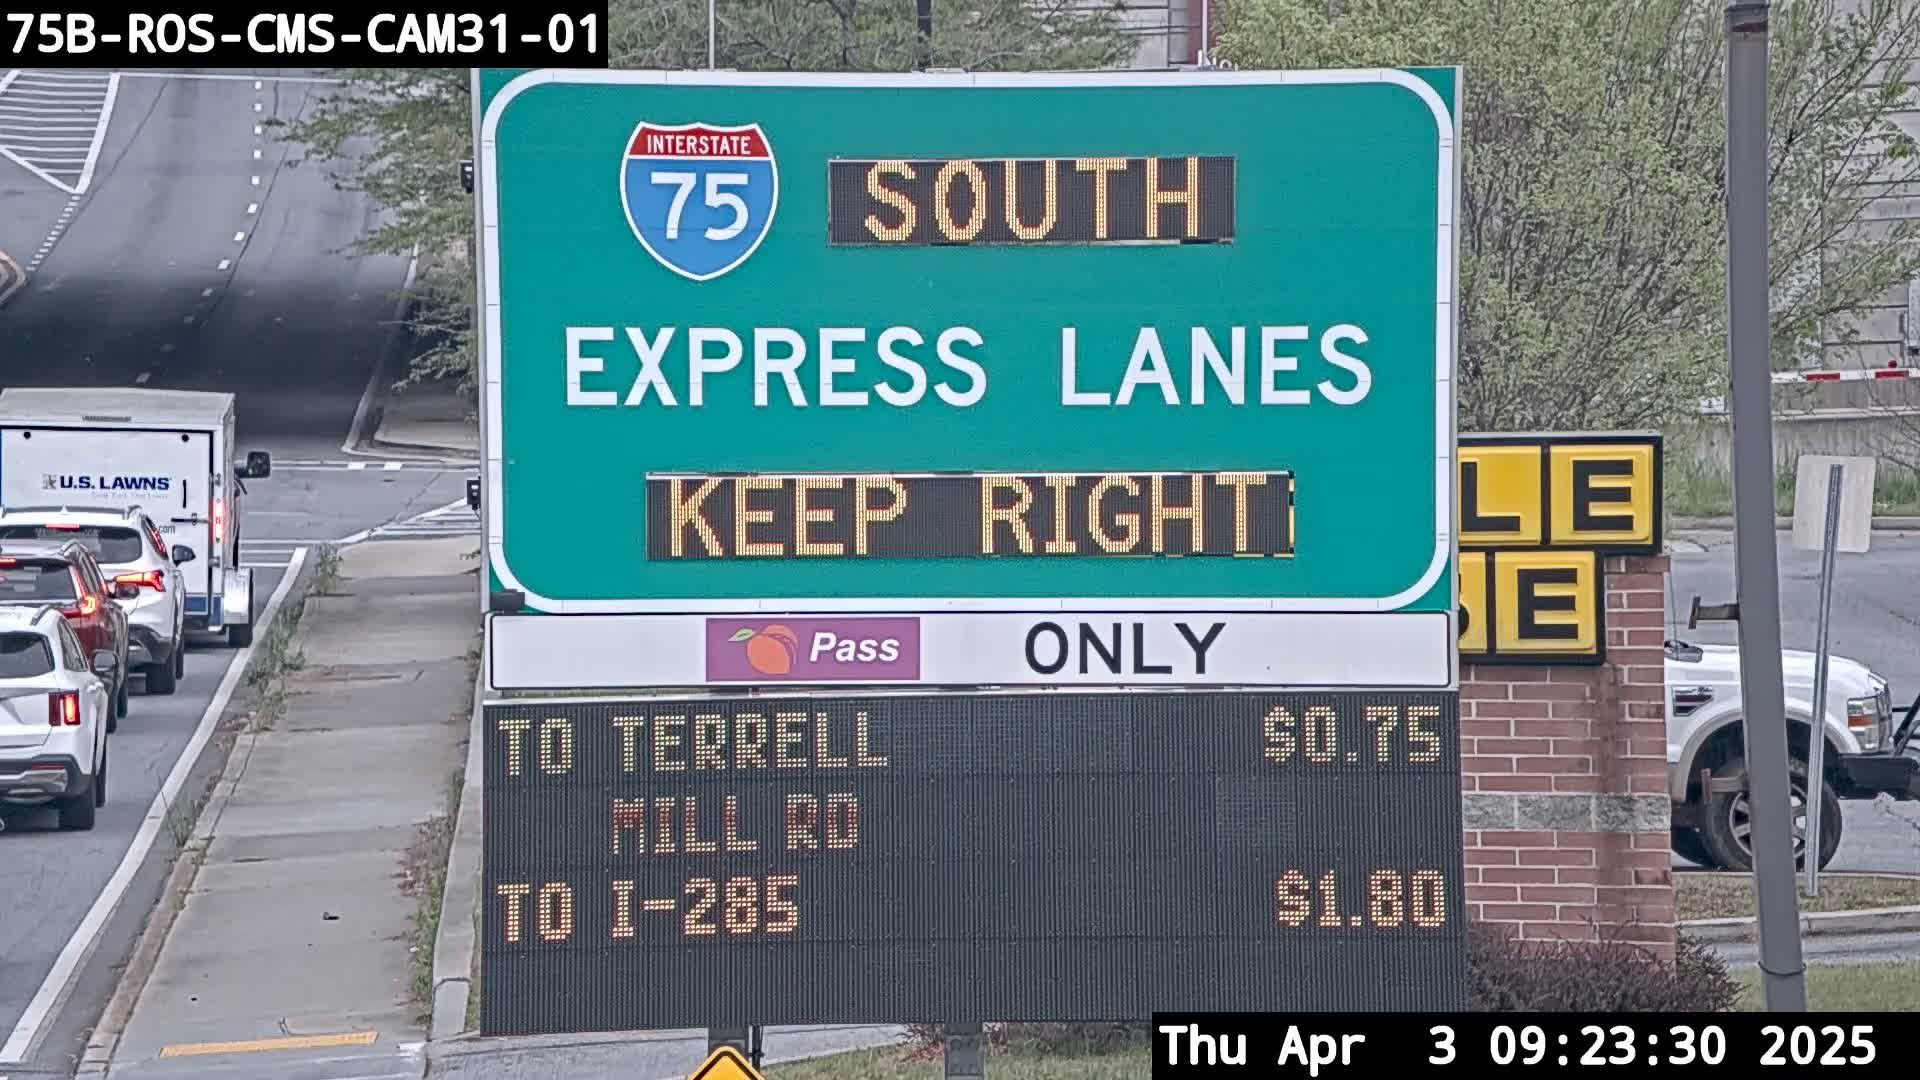 75B-ROS-CMS-CAM31-01
INTERSTATE
75
SOUTH
EXPRESS LANES
KEEP RIGHT
Pass ONLY
TO TERRELL $0.75
MILL RD
TO I-285 $1.80
U.S. LAWNS
LE
E
Thu Apr 3 09:23:30 2025